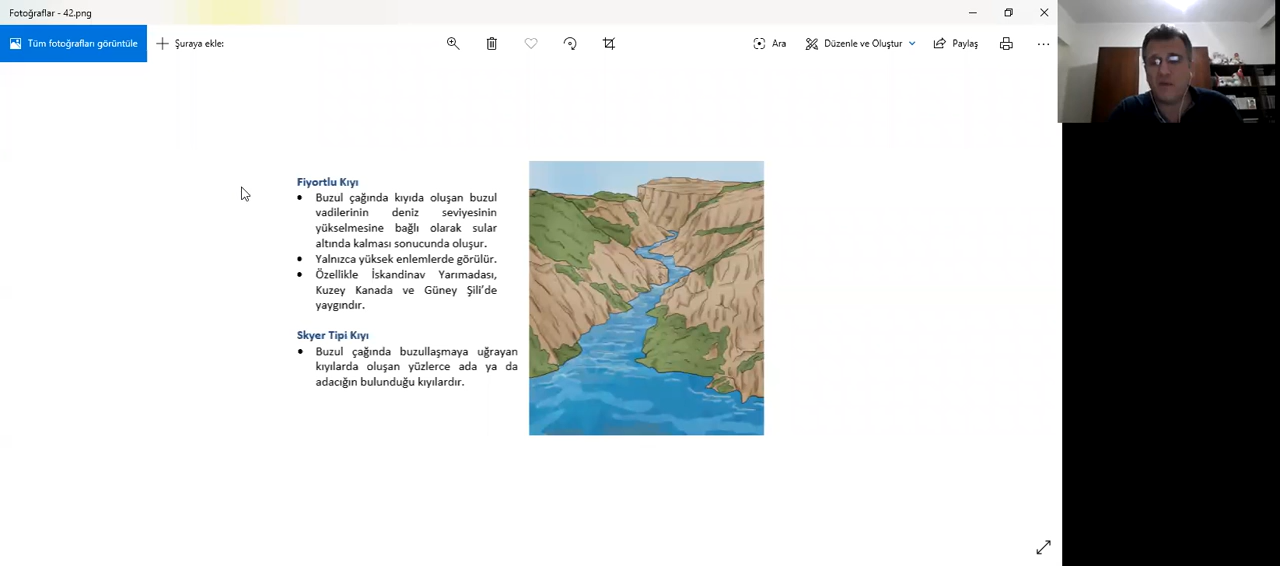 Fotoğraflar - 42.png
Tüm fotoğrafları görüntüle
Şuraya ekle:
Ara
Düzenle ve Oluştur
Paylaş
Fiyortlu Kıyı
• Buzul çağında kıyıda oluşan buzul
vadilerinin deniz seviyesinin
yükselmesine bağlı olarak sular
altında kalması sonucunda oluşur.
• Yalnızca yüksek enlemlerde görülür.
• Özellikle İskandinav Yarımadası,
Kuzey Kanada ve Güney Şili’de
yaygındır.
Skyer Tipi Kıyı
• Buzul çağında buzullaşmaya uğrayan
kıyılarda oluşan yüzlerce ada ya da
adacığın bulunduğu kıyılardır.